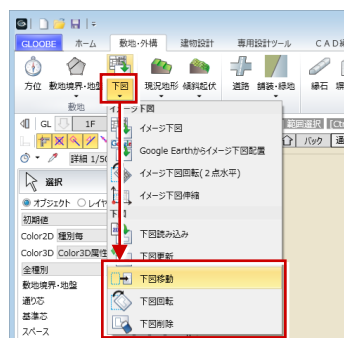 GLOOBE ホーム 敷地・外構 建物設計 専用設計ツール CAD
方位 敷地境界・地盤 下図 現況地形 傾斜起伏 道路 舗装・緑地 縁石
敷地
イメージ下図
GL 1F 範囲選択
イメージ下図
バック
詳細 1/50
Google Earthからイメージ下図配置
選択
イメージ下図回転(2点水平)
オブジェクト レイヤ
イメージ下図伸縮
初期値
Color2D 種別毎
下図読み込み
Color3D Color3D属性
下図更新
全種別
敷地境界・地盤
下図移動
通り芯
下図回転
基準芯
下図削除
スペース